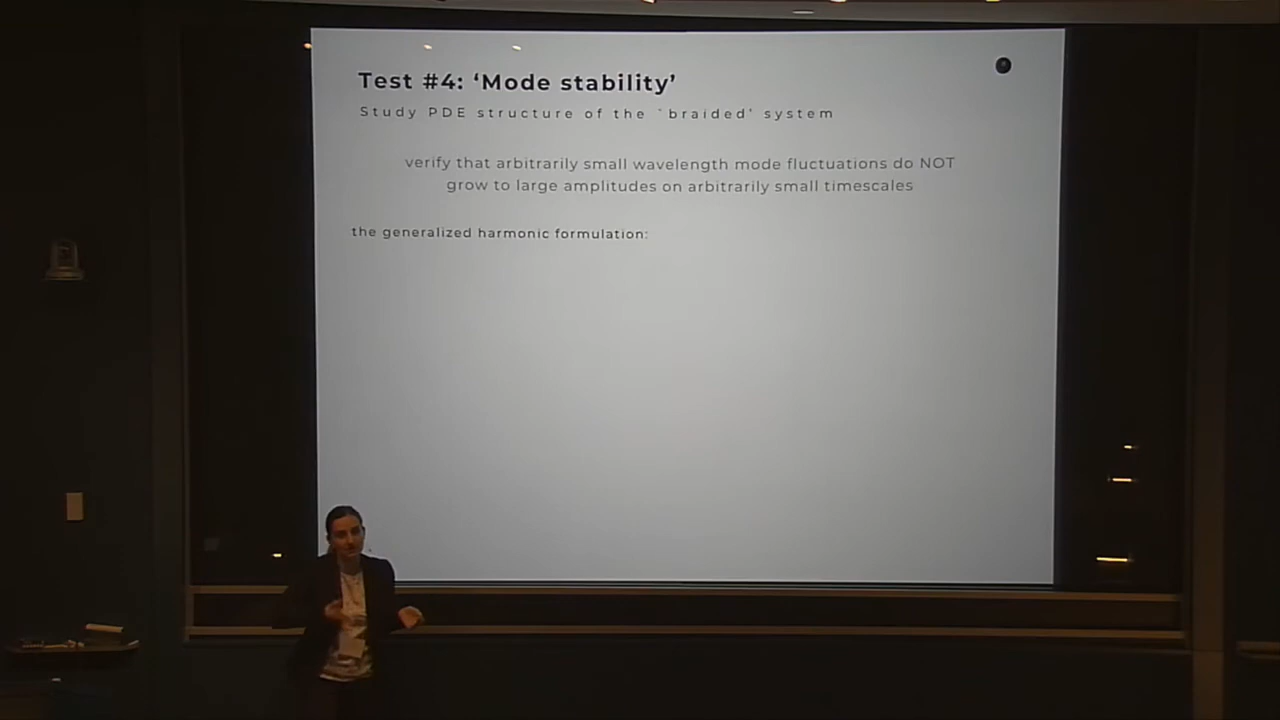 Test #4: ‘Mode stability’
Study PDE structure of the `braided' system
verify that arbitrarily small wavelength mode fluctuations do NOT
grow to large amplitudes on arbitrarily small timescales
the generalized harmonic formulation: